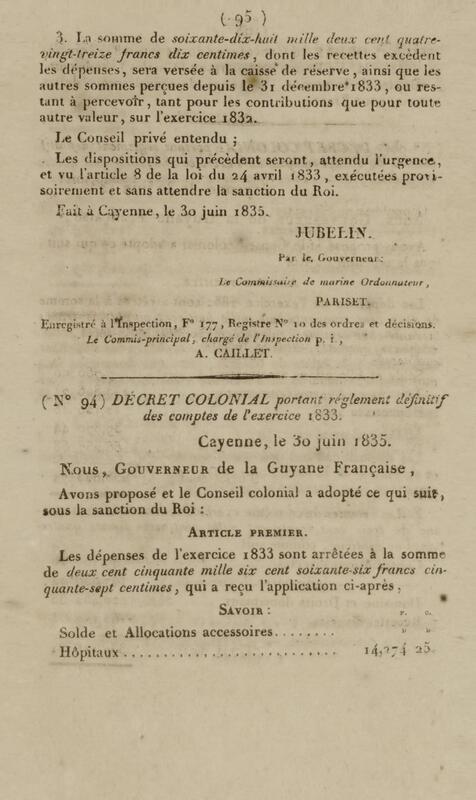 ( 95 )
3. La somme de soixante-dix-huit mille deux cent quatre-
vingt-treize francs dix centimes, dont les recettes excèdent
les dépenses, sera versée à la caisse de réserve, ainsi que les
autres sommes perçues depuis le 31 décembre 1833, ou res-
tant à percevoir, tant pour les contributions que pour toute
autre valeur, sur l'exercice 1832.
Le Conseil privé entendu ;
Les dispositions qui précèdent seront, attendu l'urgence,
et vu l'article 8 de la loi du 24 avril 1833, exécutées provi-
soirement et sans attendre la sanction du Roi.
Fait à Cayenne, le 30 juin 1835.
JUBELIN.
Par le Gouverneur :
Le Commissaire de marine Ordonnateur,
PARISET.
Enregistré à l'Inspection, F° 177, Registre N° 10 des ordres et décisions.
Le Commis-principal, chargé de l'Inspection p. i.,
A. CAILLET.
( N° 94 ) DÉCRET COLONIAL portant réglement définitif
des comptes de l'exercice 1833.
Cayenne, le 30 juin 1835.
Nous, GOUVERNEUR de la Guyane Française,
Avons proposé et le Conseil colonial a adopté ce qui suit,
sous la sanction du Roi :
ARTICLE PREMIER.
Les dépenses de l'exercice 1833 sont arrêtées à la somme
de deux cent cinquante mille six cent soixante-six francs cin-
quante-sept centimes, qui a reçu l'application ci-après,
SAVOIR : F. C.
Solde et Allocations accessoires........ » »
Hôpitaux........................... 14,274 25